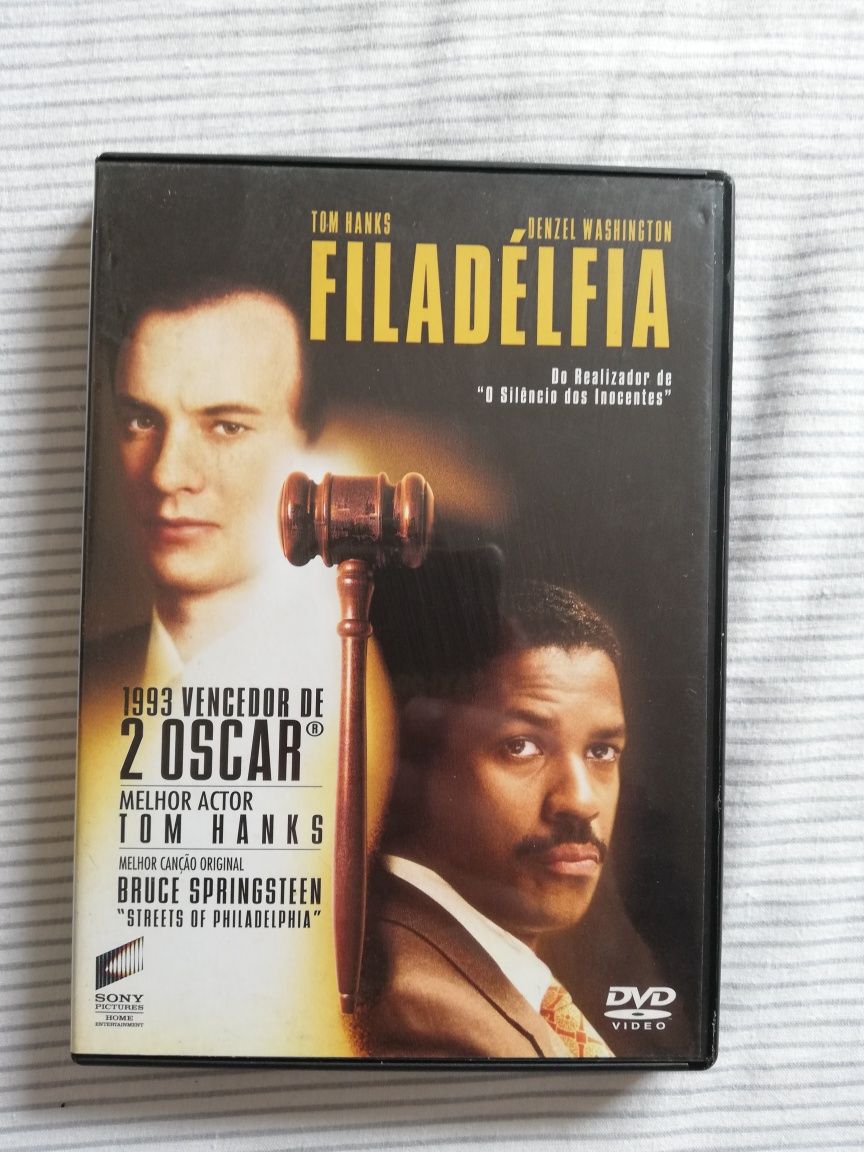 TOM HANKS DENZEL WASHINGTON
FILADÉLFIA
Do Realizador de
"O Silêncio dos Inocentes"
1993 VENCEDOR DE
2 OSCAR®
MELHOR ACTOR
TOM HANKS
MELHOR CANÇÃO ORIGINAL
BRUCE SPRINGSTEEN
"STREETS OF PHILADELPHIA"
SONY
PICTURES
HOME
ENTERTAINMENT
DVD
VIDEO